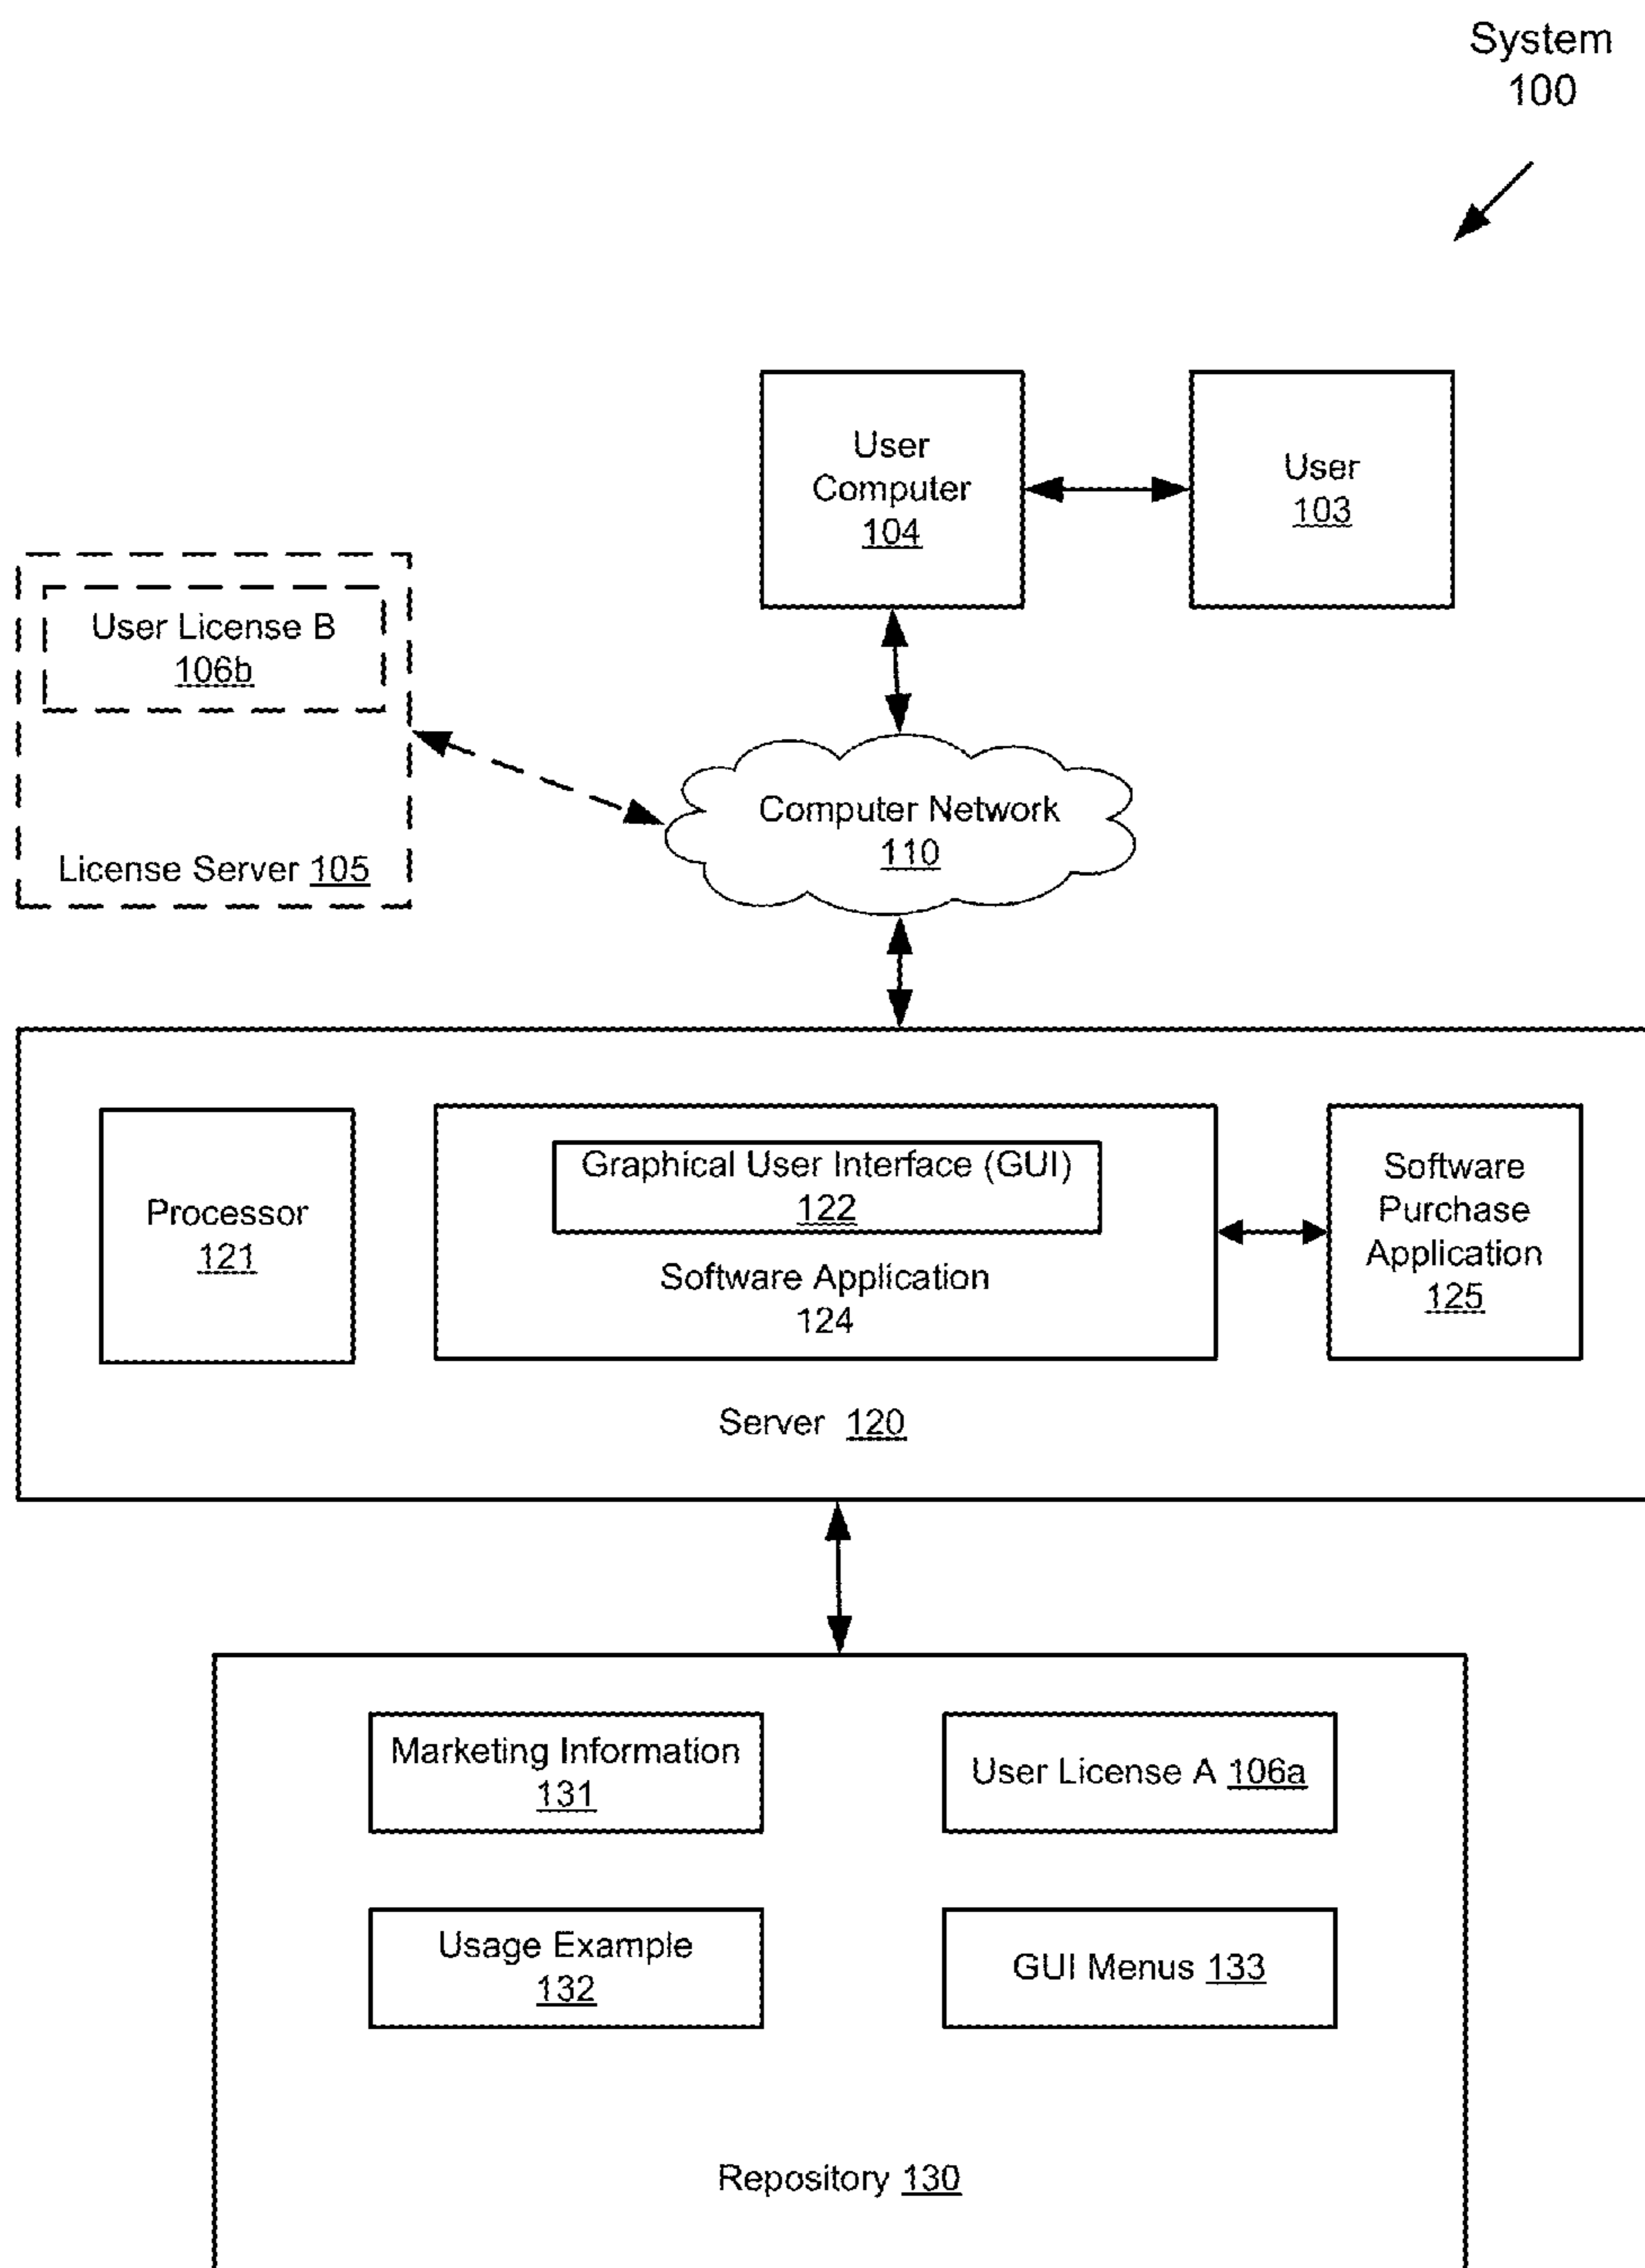 System
100
User
Computer
104
User
103
User License B
106b
License Server 105
Computer Network
110
Processor
121
Graphical User Interface (GUI)
122
Software Application
124
Software
Purchase
Application
125
Server 120
Marketing Information
131
User License A 106a
Usage Example
132
GUI Menus 133
Repository 130